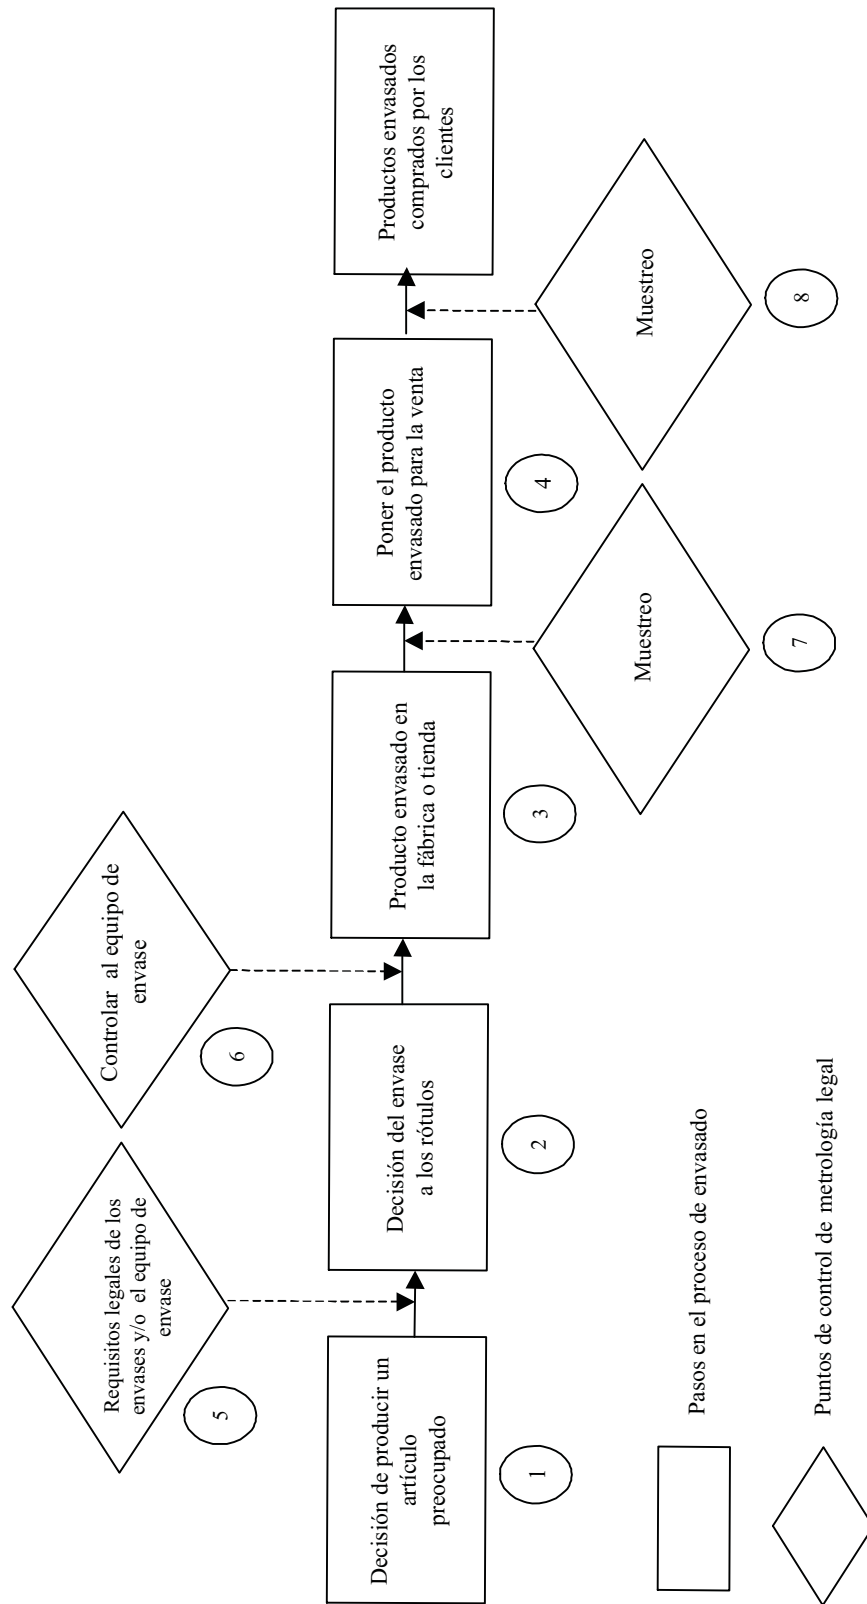 Requisitos legales de los
envases y/o el equipo de
envase
5
Controlar al equipo de
envase
6
Decisión de producir un
artículo
preocupado
1
Decisión del envase
a los rótulos
2
Producto envasado en
la fábrica o tienda
3
Poner el producto
envasado para la venta
4
Productos envasados
comprados por los
clientes
Muestreo
7
Muestreo
8
Pasos en el proceso de envasado
Puntos de control de metrología legal